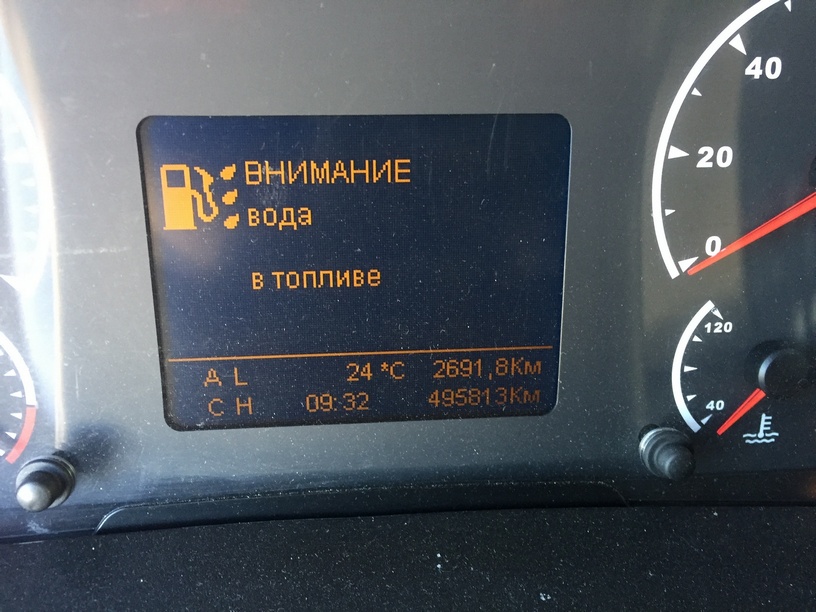 ВНИМАНИЕ
вода
в топливе
A L 24 *C 2691,8Км
C H 09:32 495813Км
40
20
0
120
40